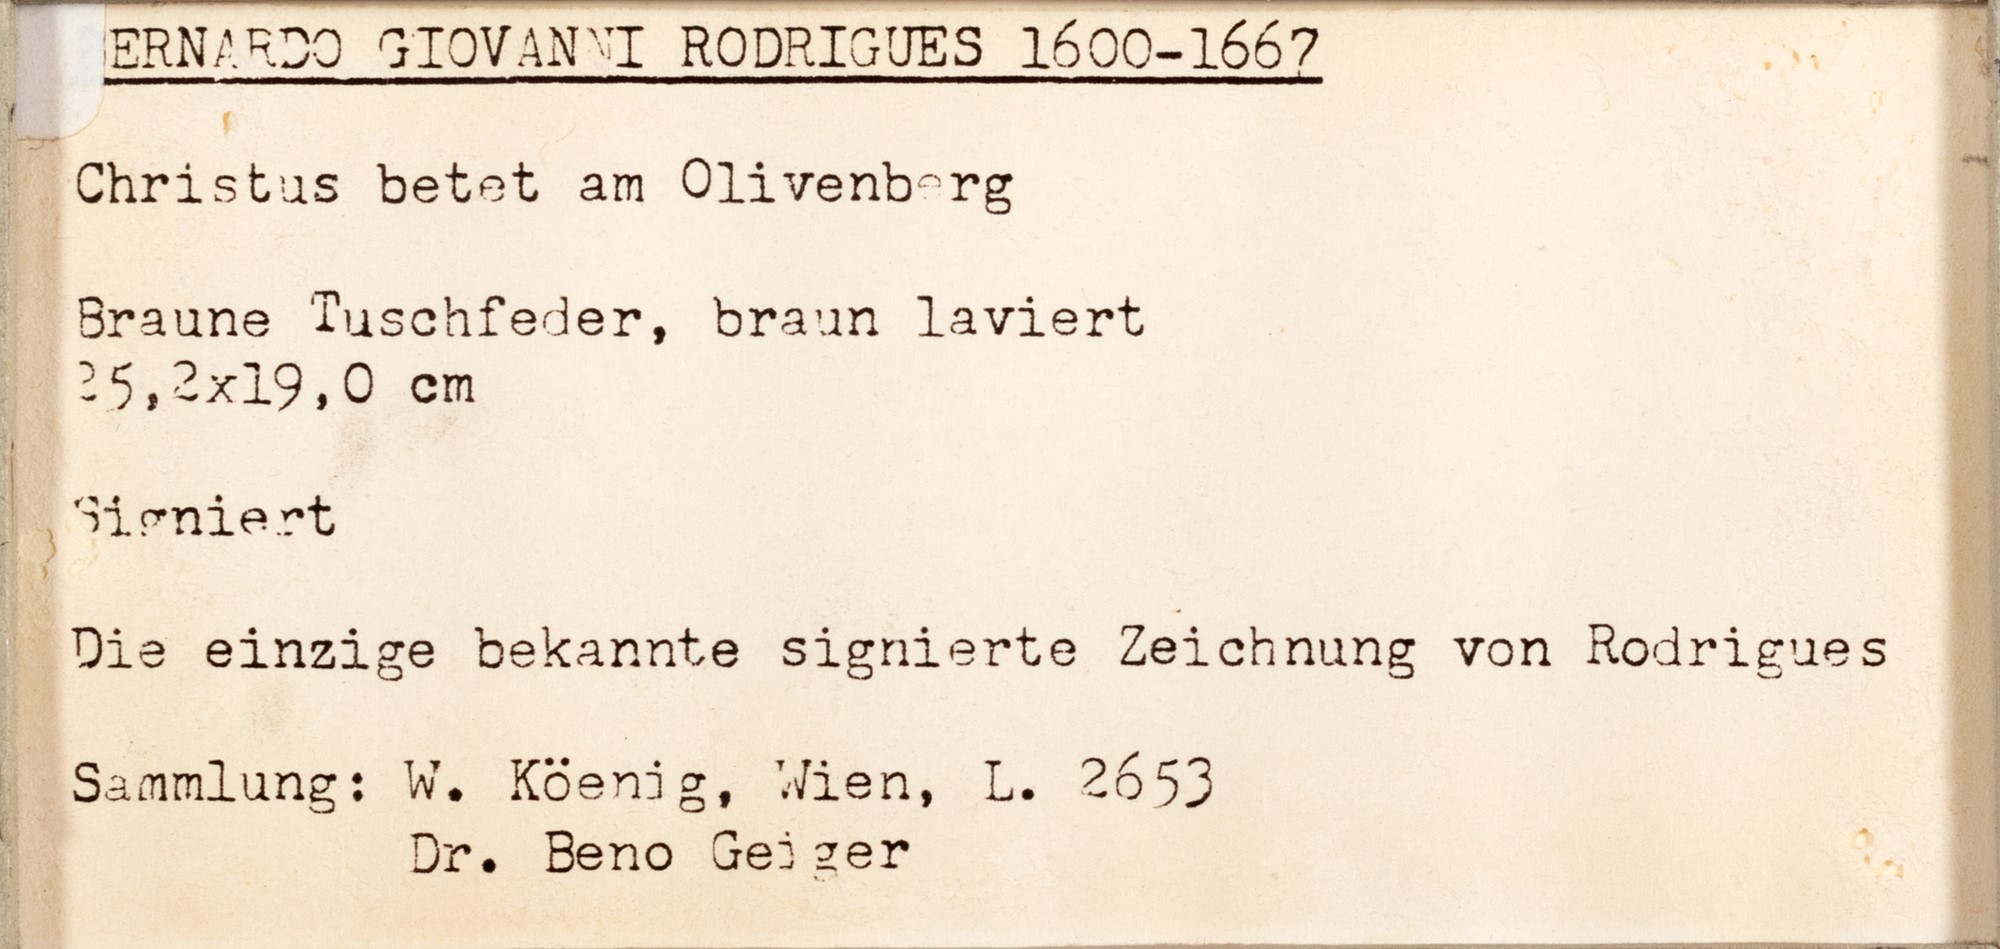 BERNARDO GIOVANNI RODRIGUES 1600-1667
Christus betet am Olivenberg
Braune Tuschfeder, braun laviert
25,2x19,0 cm
Signiert
Die einzige bekannte signierte Zeichnung von Rodrigues
Sammlung: W. Köenig, Wien, L. 2653
Dr. Beno Geiger